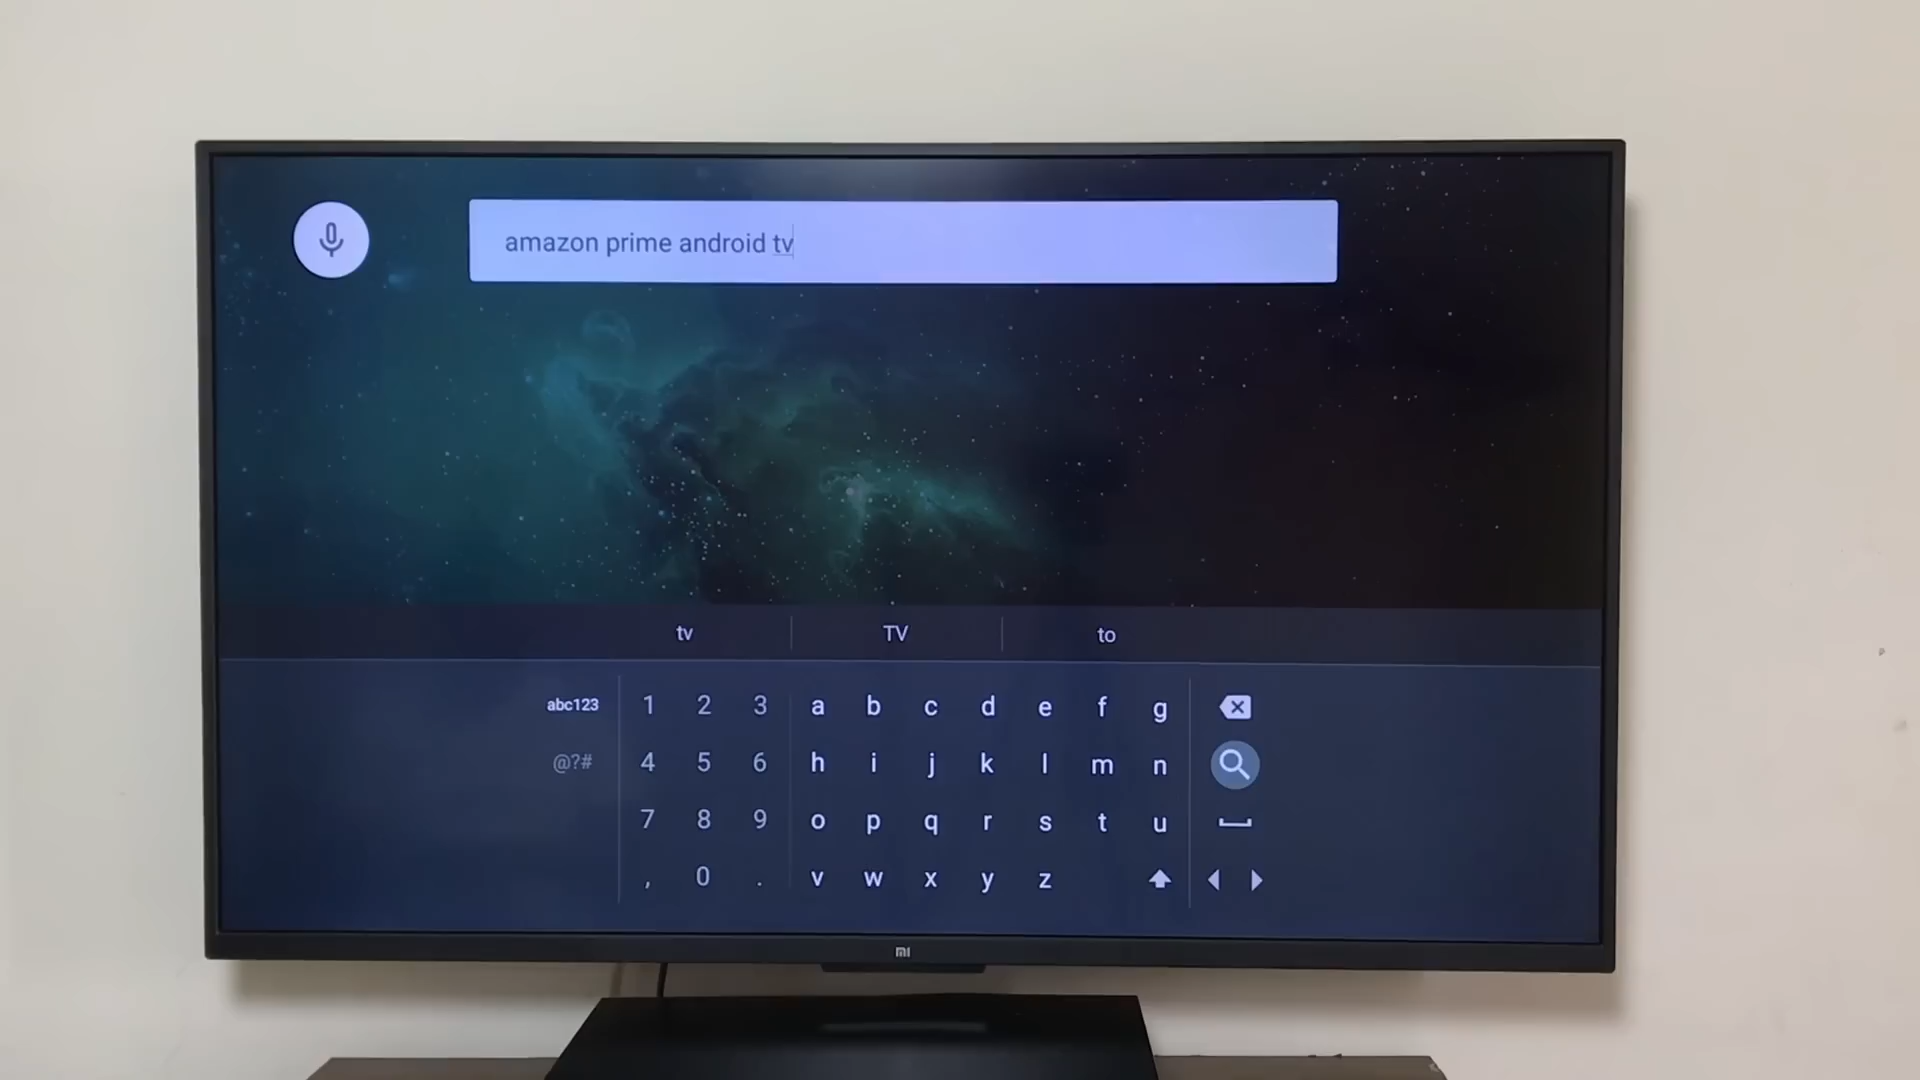 amazon prime android tv
tv TV to
abc123 1 2 3 a b c d e f g
@?# 4 5 6 h i j k l m n
7 8 9 o p q r s t u
, 0 . v w x y z
mi